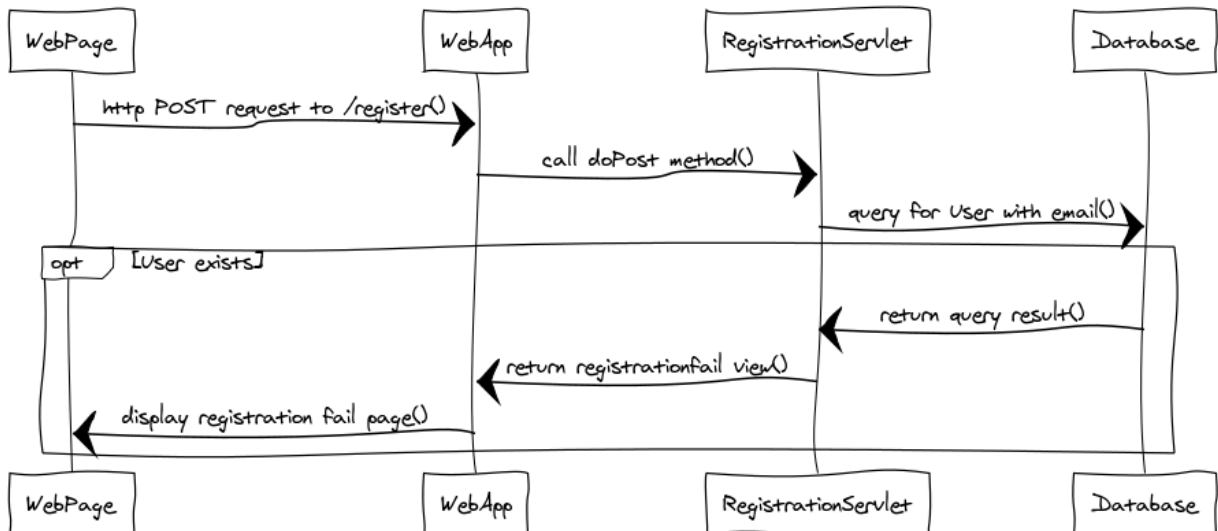 WebPage
WebApp
RegistrationServlet
Database
http POST request to /register()
call doPost method()
query for User with email()
opt
[User exists]
return query result()
return registrationfail view()
display registration fail page()
WebPage
WebApp
RegistrationServlet
Database